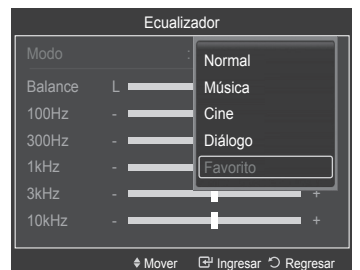 Ecualizador
Modo :
Normal
Balance L
Música
100Hz -
Cine
300Hz -
Diálogo
1kHz -
Favorito
3kHz - +
10kHz - +
Mover Ingresar Regresar